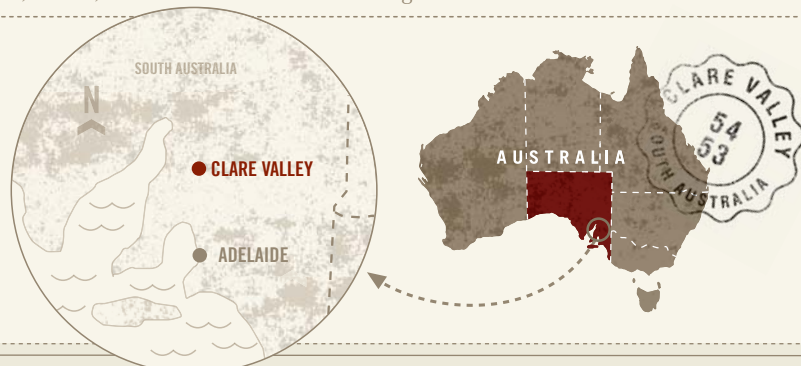 SOUTH AUSTRALIA
N
CLARE VALLEY
ADELAIDE
AUSTRALIA
CLARE VALLEY
54
53
SOUTH AUSTRALIA